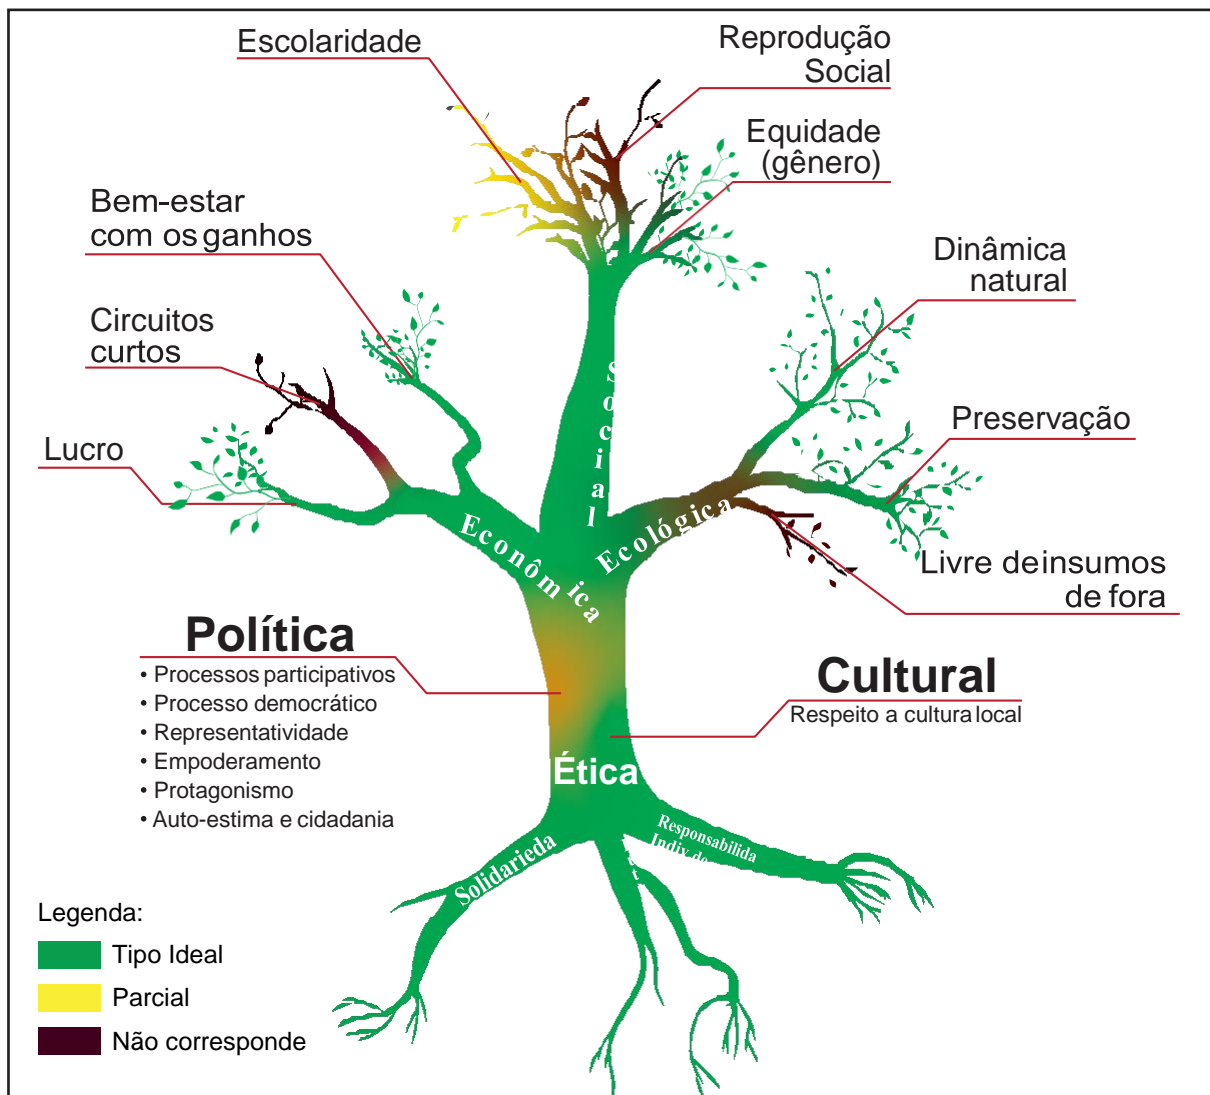 Escolaridade
Reprodução
Social
Equidade
(gênero)
Bem-estar
com os ganhos
Dinâmica
natural
Circuitos
curtos
Preservação
Lucro
Social
Econômica
Ecológica
Livre deinsumos
de fora
Política
• Processos participativos
• Processo democrático
• Representatividade
• Empoderamento
• Protagonismo
• Auto-estima e cidadania
Cultural
Respeito a cultura local
Ética
Solidarieda
Responsabilida
Legenda:
Tipo Ideal
Parcial
Não corresponde